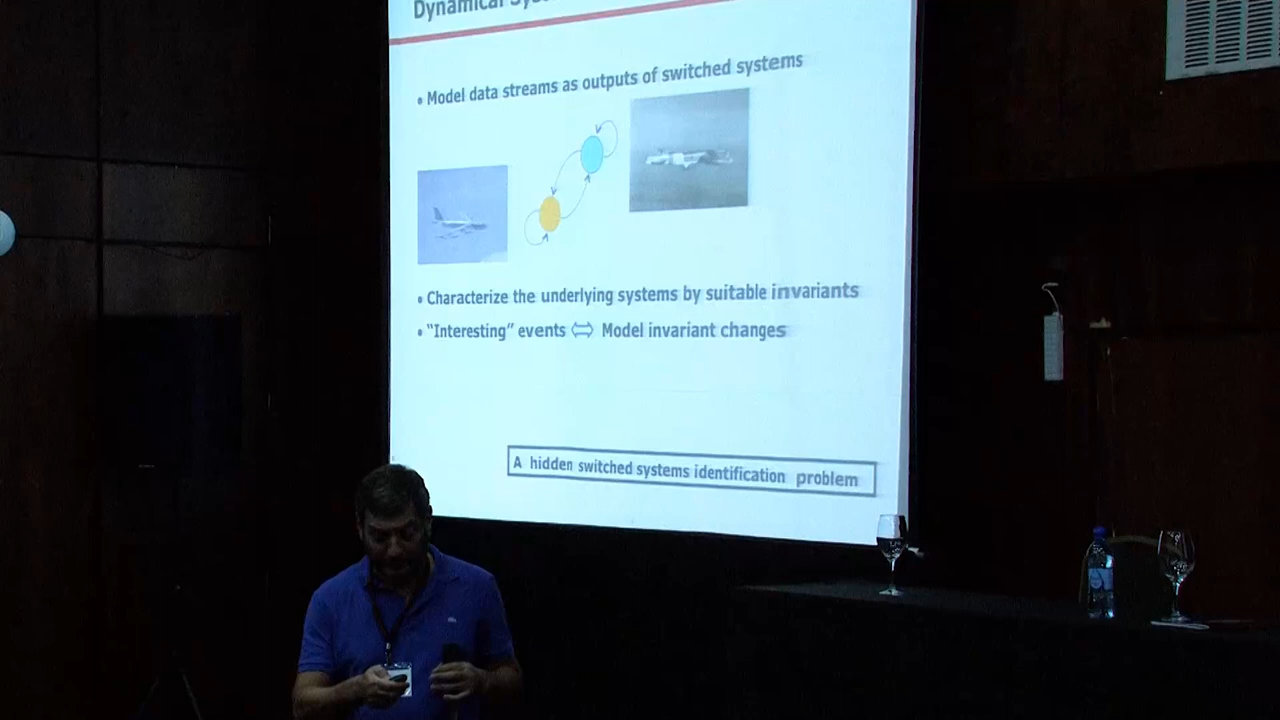 Dynamical
• Model data streams as outputs of switched systems
• Characterize the underlying systems by suitable invariants
• “Interesting” events ⇔ Model invariant changes
A hidden switched systems identification problem